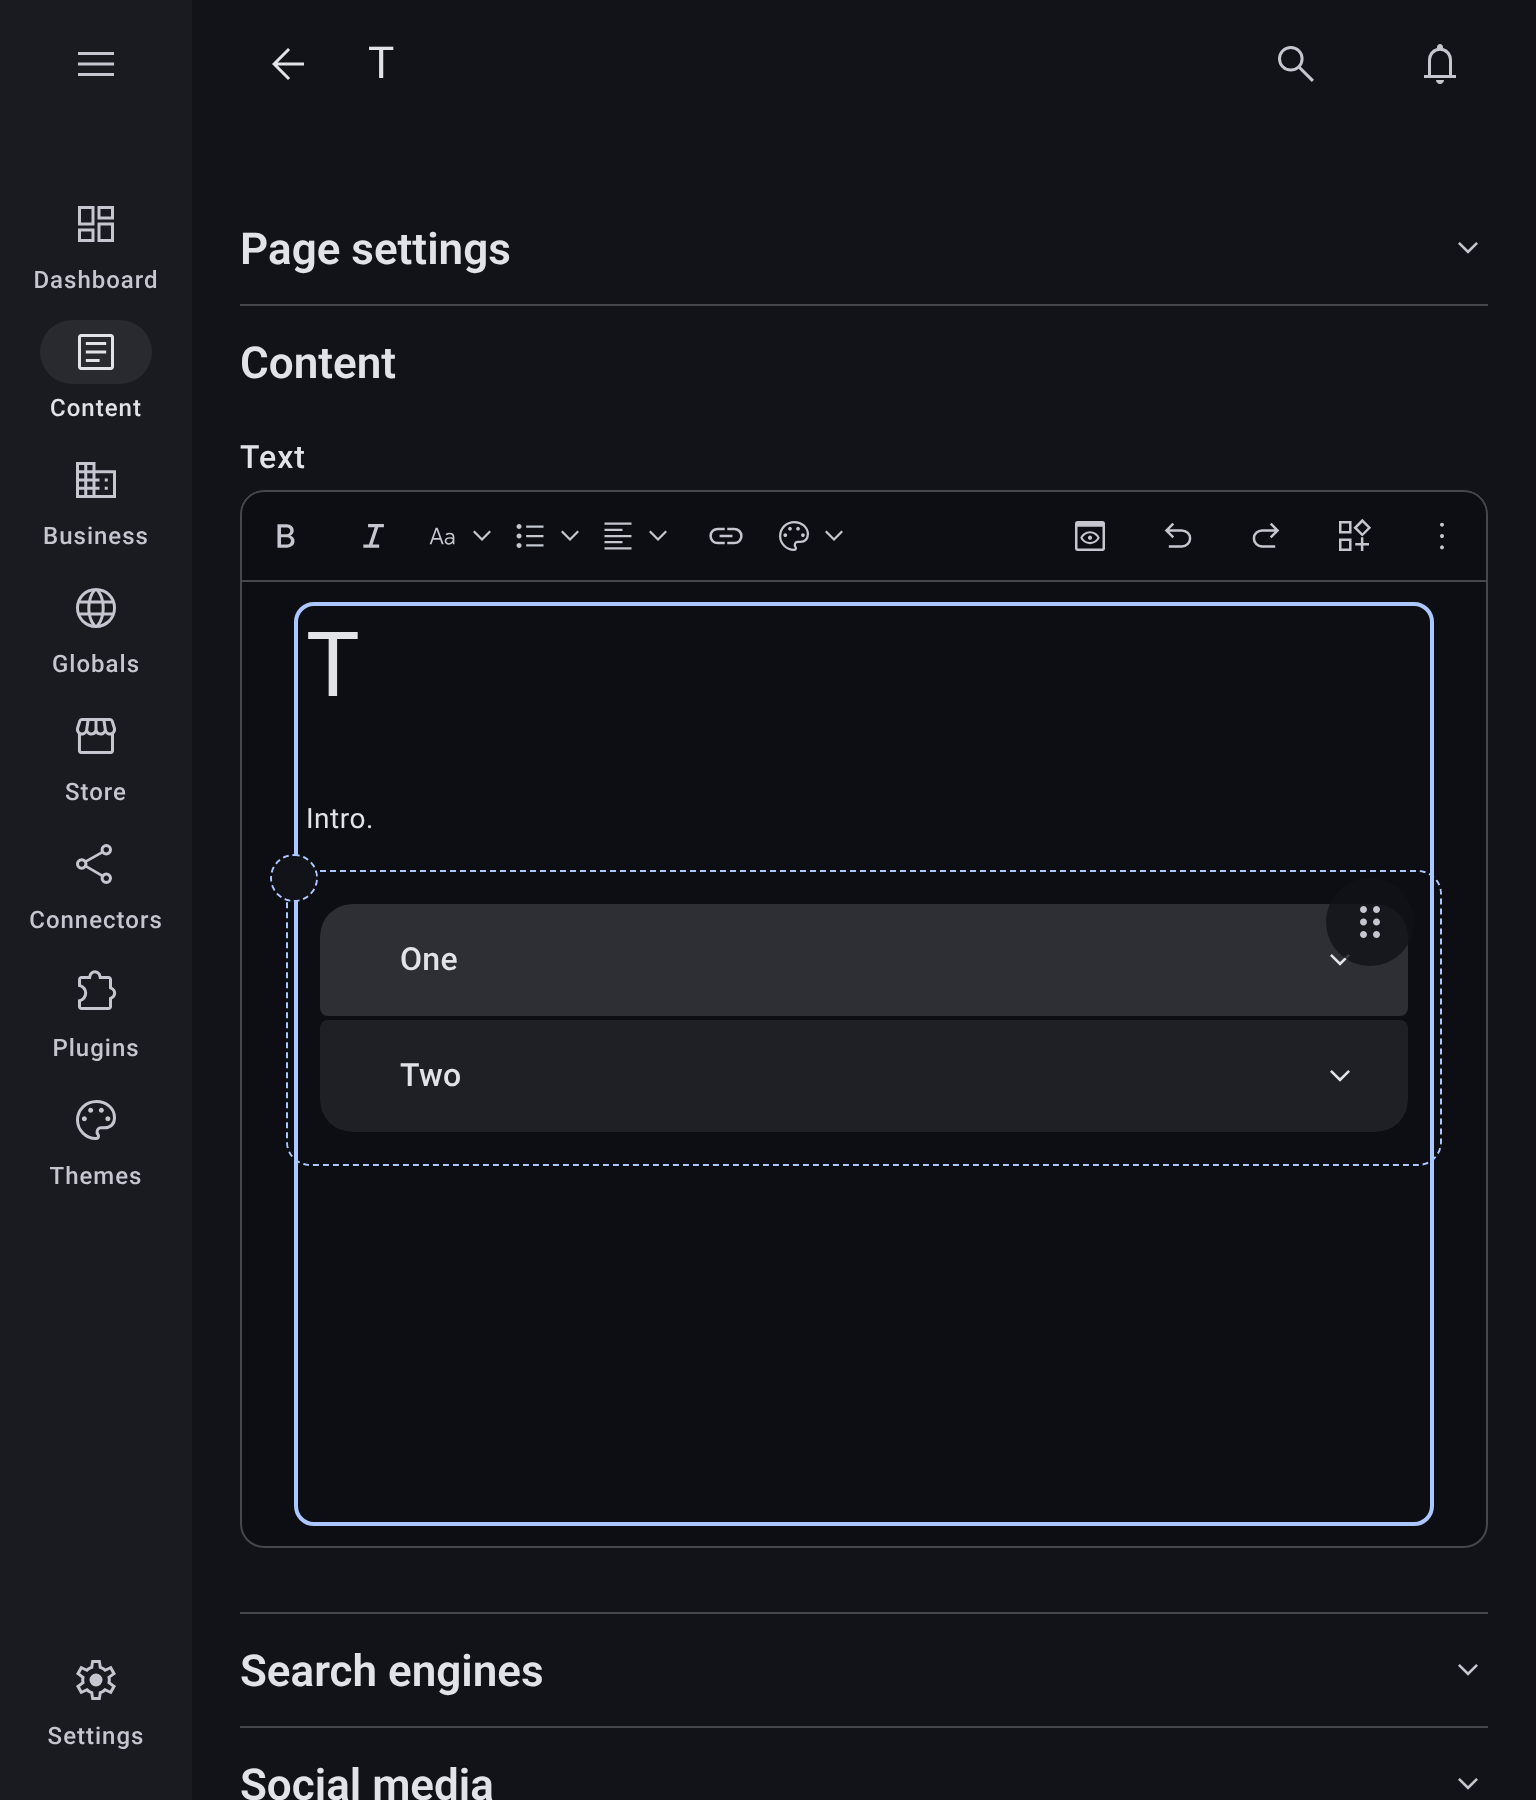 T
Dashboard
Content
Business
Globals
Store
Connectors
Plugins
Themes
Settings
Page settings
Content
Text
B I Aa
T
Intro.
One
Two
Search engines
Social media